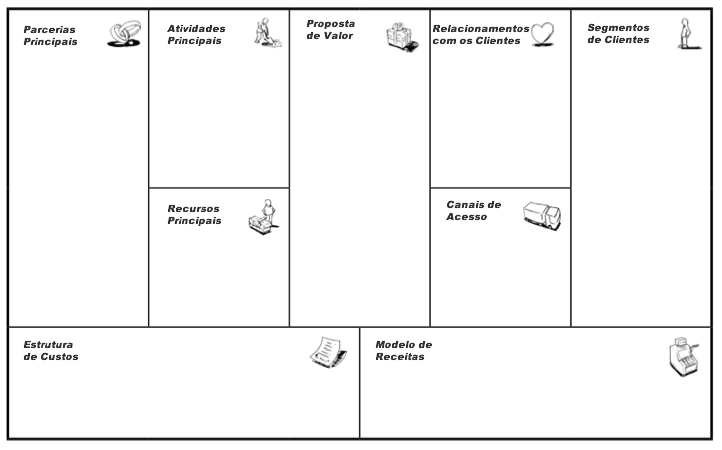 Parcerias
Principais
Atividades
Principais
Proposta
de Valor
Relacionamentos
com os Clientes
Segmentos
de Clientes
Recursos
Principais
Canais de
Acesso
Estrutura
de Custos
Modelo de
Receitas